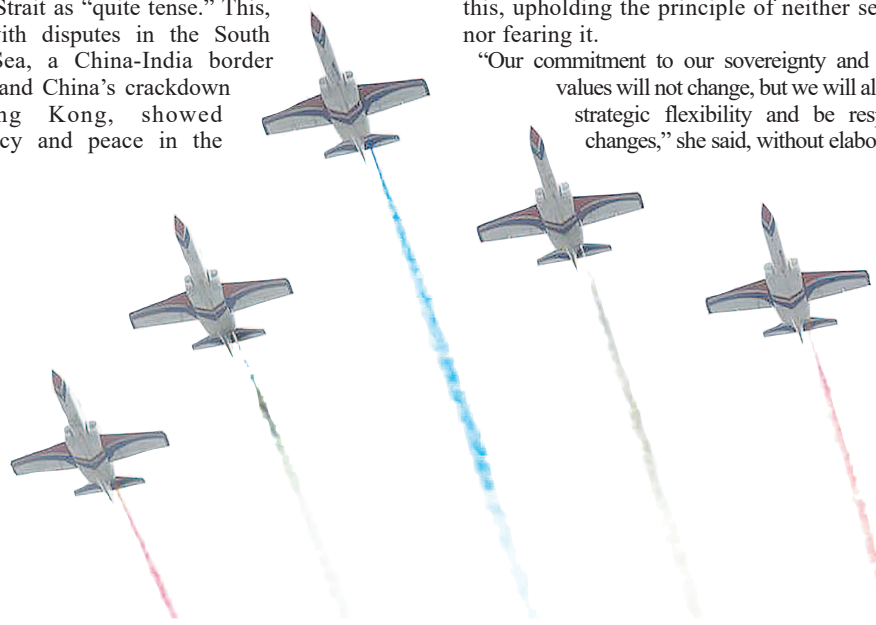 Strait as “quite tense.” This,
with disputes in the South
Sea, a China-India border
and China’s crackdown
ng Kong, showed
cy and peace in the
this, upholding the principle of neither se
nor fearing it.
“Our commitment to our sovereignty and
values will not change, but we will al
strategic flexibility and be resp
changes,” she said, without elabo